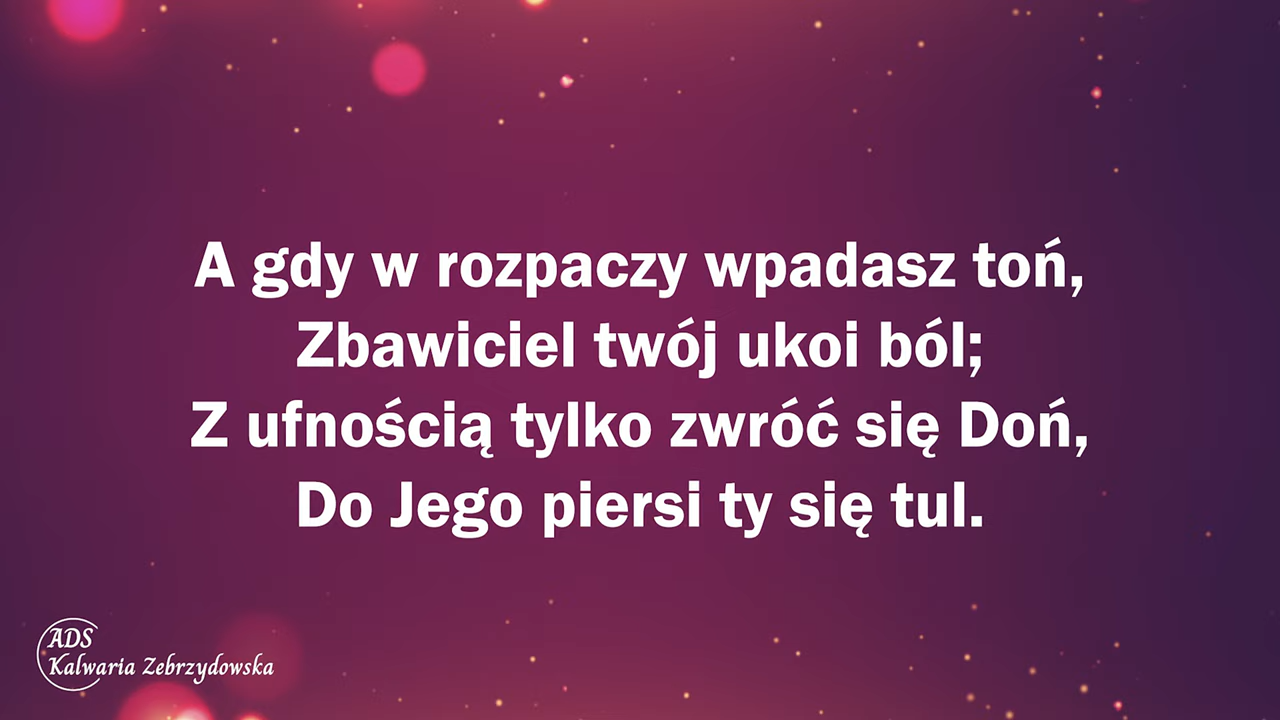 A gdy w rozpaczy wpadasz toń,
Zbawiciel twój ukoi ból;
Z ufnością tylko zwróć się Doń,
Do Jego piersi ty się tul.
ADS
Kalwaria Zebrzydowska